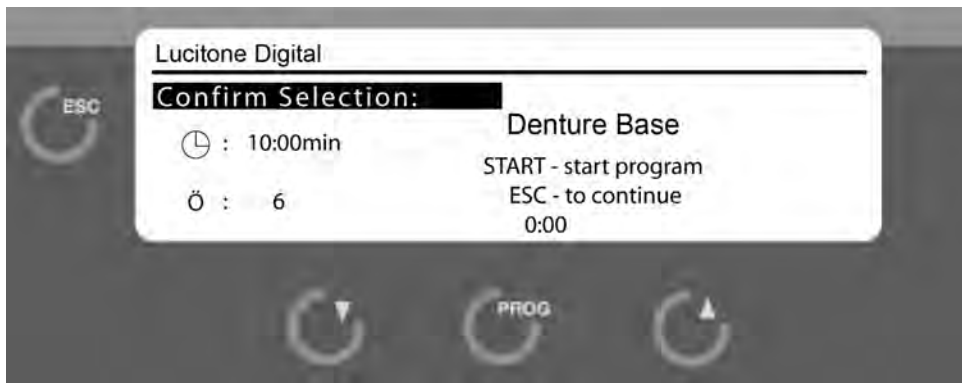 Lucitone Digital
Confirm Selection:
: 10:00min
Ö : 6
Denture Base
START - start program
ESC - to continue
0:00
ESC
PROG